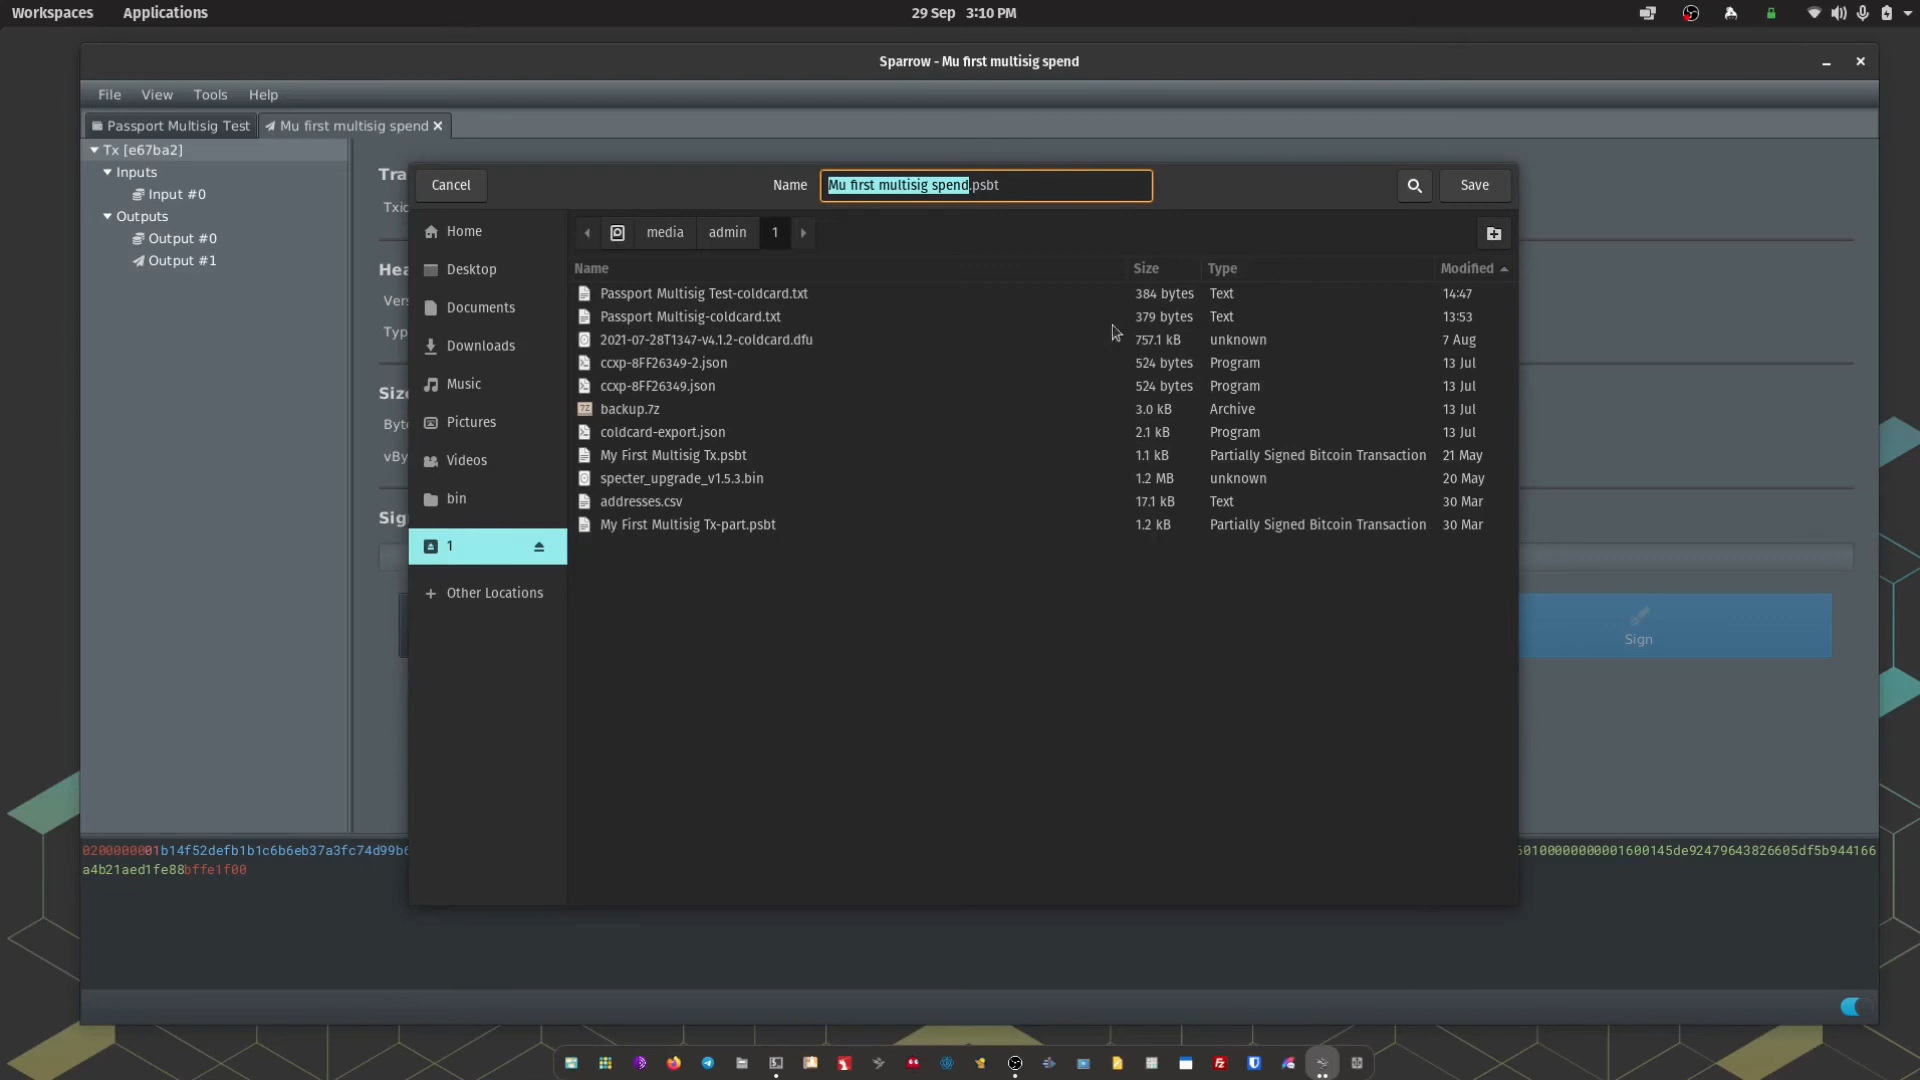 Workspaces Applications 29 Sep 3:10 PM
Sparrow - Mu first multisig spend
File View Tools Help
Passport Multisig Test Mu first multisig spend
Tx [e67ba2]
Inputs
Input #0
Outputs
Output #0
Output #1
Tra
Txid
Hea
Vers
Typ
Size
Byte
vBy
Sign
Cancel Name Mu first multisig spend.psbt Save
Home
Desktop
Documents
Downloads
Music
Pictures
Videos
bin
1
Other Locations
media admin 1
Name Size Type Modified
Passport Multisig Test-coldcard.txt 384 bytes Text 14:47
Passport Multisig-coldcard.txt 379 bytes Text 13:53
2021-07-28T1347-v4.1.2-coldcard.dfu 757.1 kB unknown 7 Aug
ccxp-8FF26349-2.json 524 bytes Program 13 Jul
ccxp-8FF26349.json 524 bytes Program 13 Jul
backup.7z 3.0 kB Archive 13 Jul
coldcard-export.json 2.1 kB Program 13 Jul
My First Multisig Tx.psbt 1.1 kB Partially Signed Bitcoin Transaction 21 May
specter_upgrade_v1.5.3.bin 1.2 MB unknown 20 May
addresses.csv 17.1 kB Text 30 Mar
My First Multisig Tx-part.psbt 1.2 kB Partially Signed Bitcoin Transaction 30 Mar
Sign
0200000001b14f52defb1b1c6b6eb37a3fc74d99b6 6010000000001600145de92479643826605df5b944166
a4b21aed1fe88bffe1f00